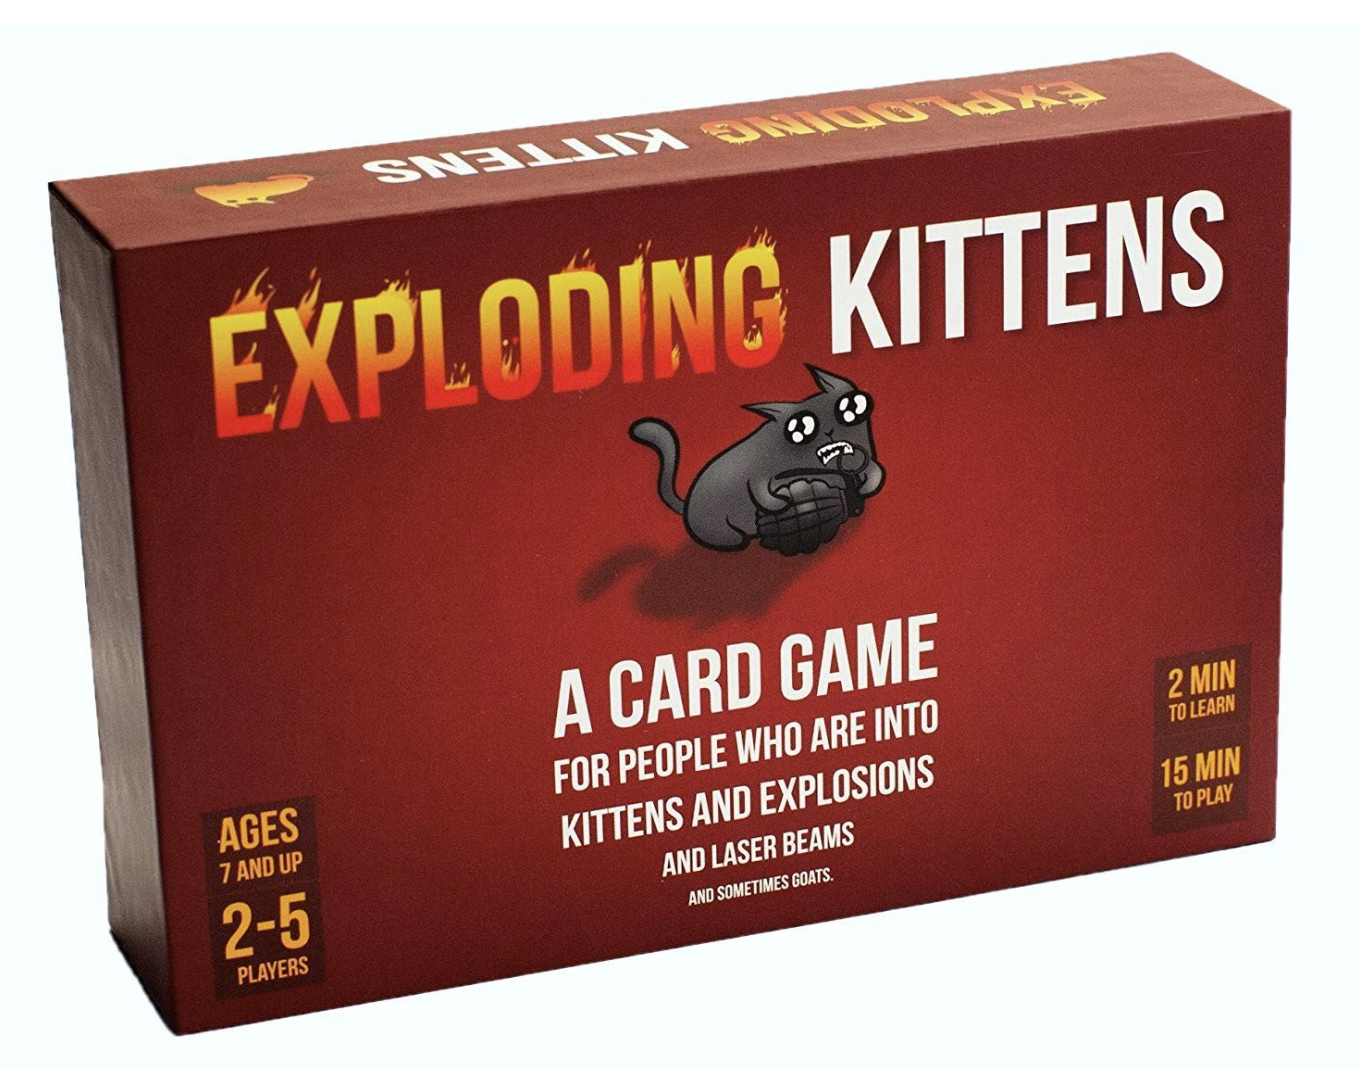 EXPLODING KITTENS
EXPLODING KITTENS
A CARD GAME
FOR PEOPLE WHO ARE INTO
KITTENS AND EXPLOSIONS
AND LASER BEAMS
AND SOMETIMES GOATS.
AGES
7 AND UP
2-5
PLAYERS
2 MIN
TO LEARN
15 MIN
TO PLAY